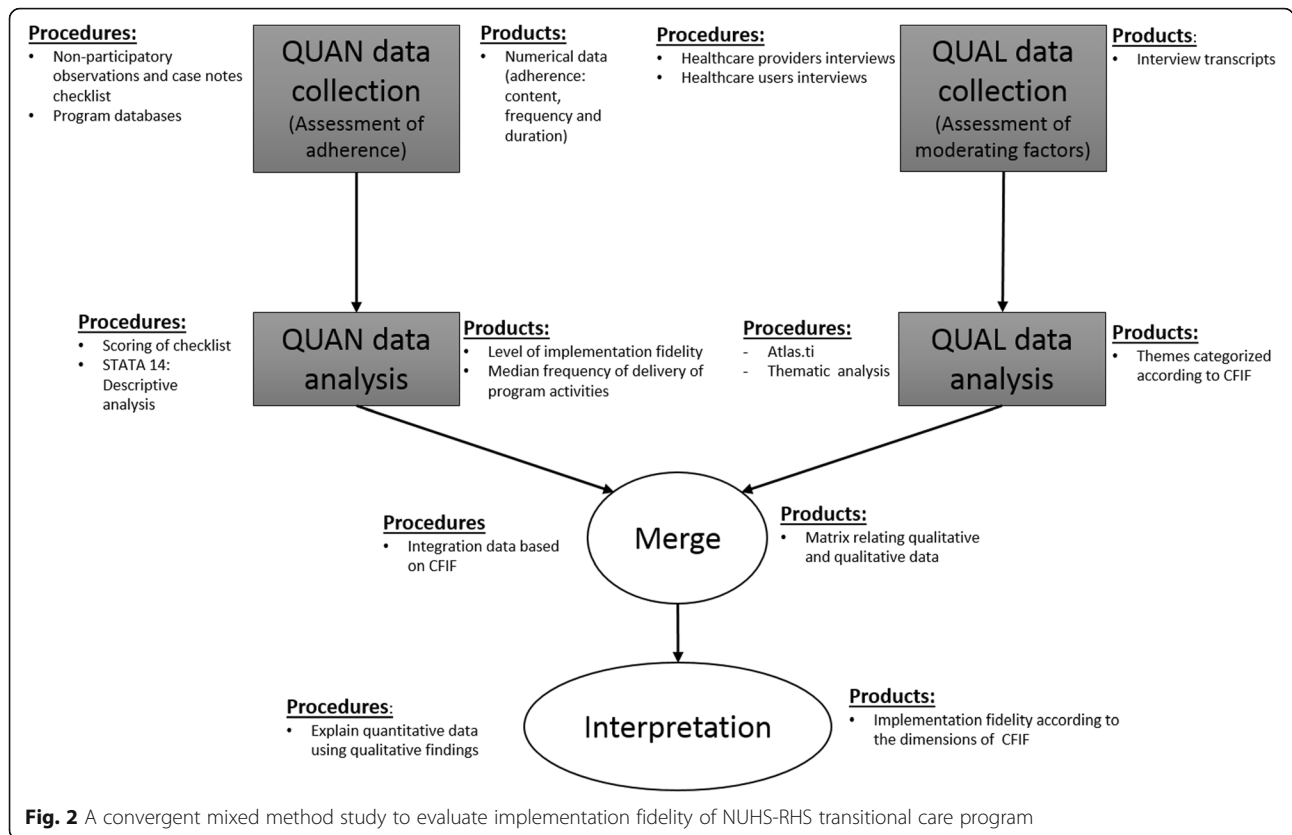 Procedures:
• Non-participatory
observations and case notes
checklist
• Program databases
QUAN data
collection
(Assessment of
adherence)
Products:
• Numerical data
(adherence:
content,
frequency and
duration)
Procedures:
• Healthcare providers interviews
• Healthcare users interviews
QUAL data
collection
(Assessment of
moderating factors)
Products:
• Interview transcripts
Procedures:
• Scoring of checklist
• STATA 14:
Descriptive
analysis
QUAN data
analysis
Products:
• Level of implementation fidelity
• Median frequency of delivery of
program activities
Procedures:
- Atlas.ti
- Thematic analysis
QUAL data
analysis
Products:
• Themes categorized
according to CFIF
Procedures
• Integration data based
on CFIF
Merge
Products:
• Matrix relating qualitative
and qualitative data
Procedures:
• Explain quantitative data
using qualitative findings
Interpretation
Products:
• Implementation fidelity according to
the dimensions of CFIF
Fig. 2 A convergent mixed method study to evaluate implementation fidelity of NUHS-RHS transitional care program